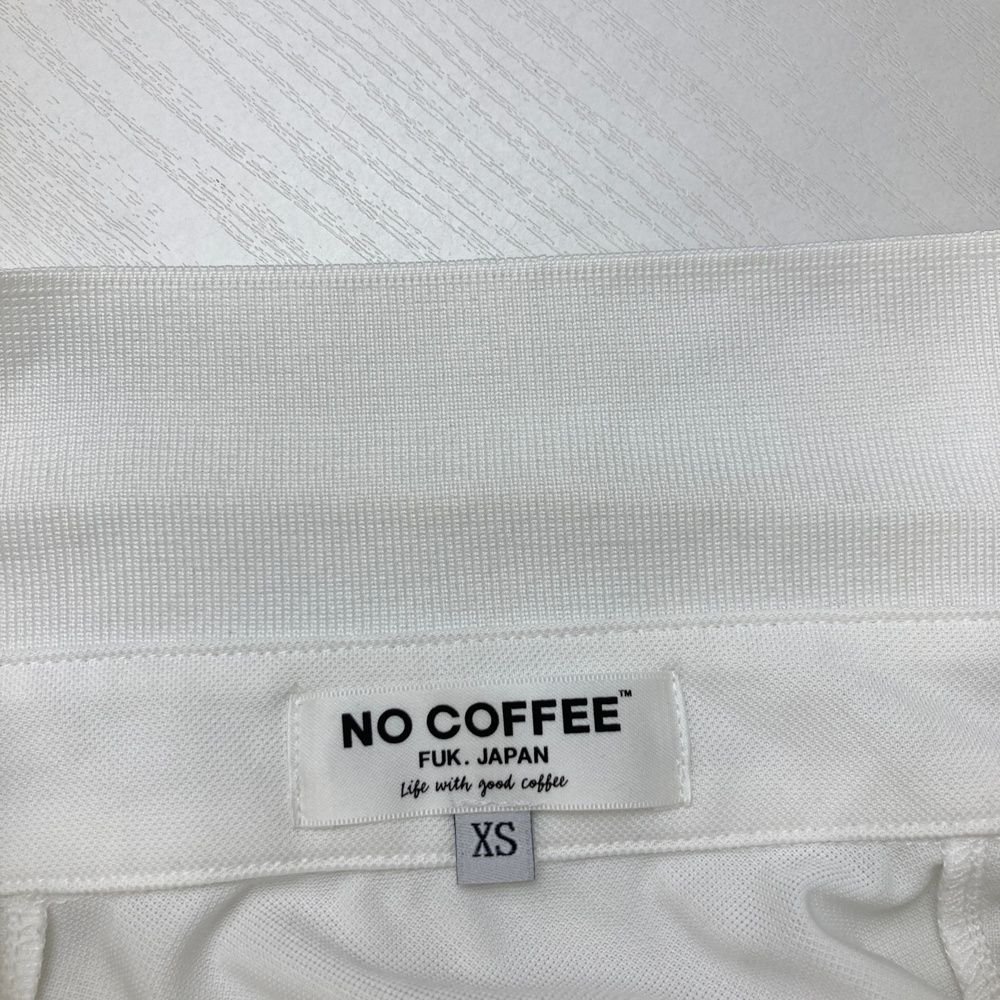 NO COFFEE™
FUK. JAPAN
Life with good coffee
XS